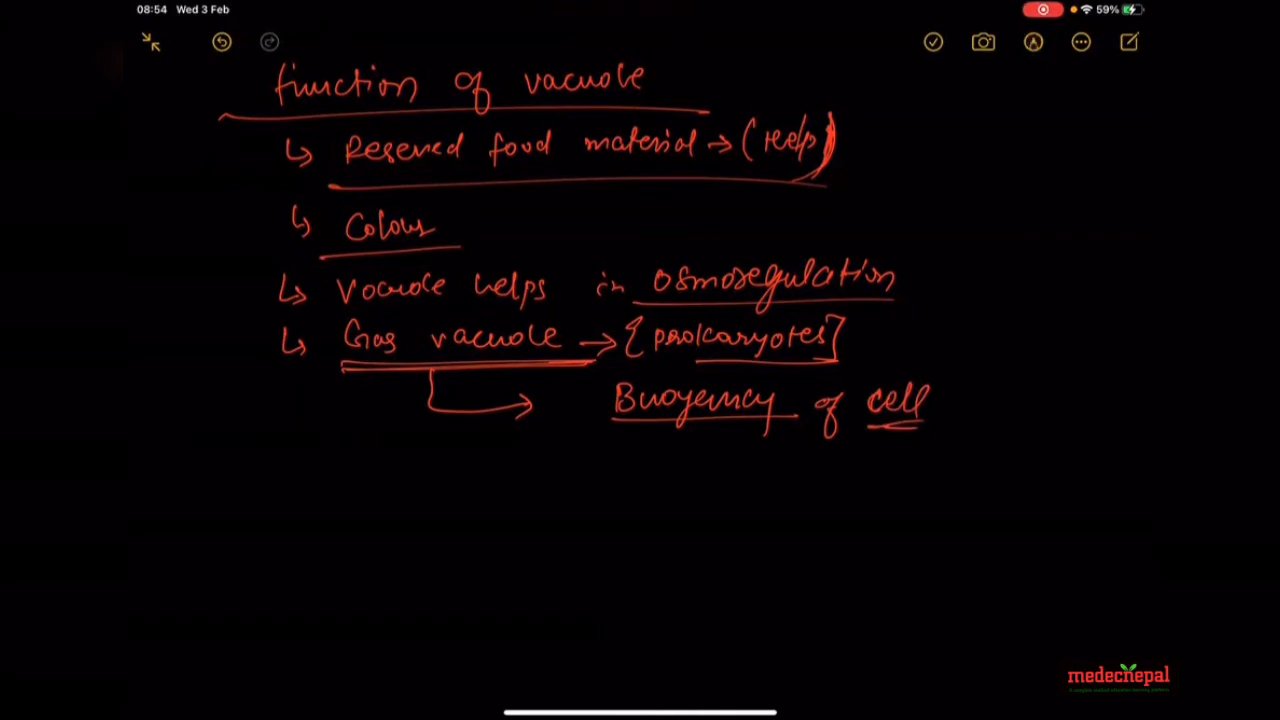 08:54 Wed 3 Feb
59%
function of vacuole
↳ Reserved food material → (Help)
↳ Colour
↳ Vacuole helps in osmoregulation
↳ Gas vacuole → {prokaryotes}
Buoyency of cell
medecnepal